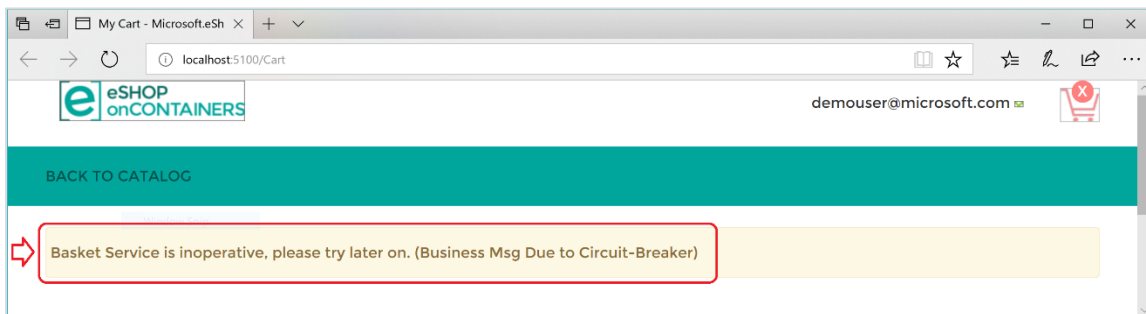 My Cart - Microsoft.eSh
localhost:5100/Cart
e eSHOP
onCONTAINERS
demouser@microsoft.com
X
BACK TO CATALOG
Basket Service is inoperative, please try later on. (Business Msg Due to Circuit-Breaker)